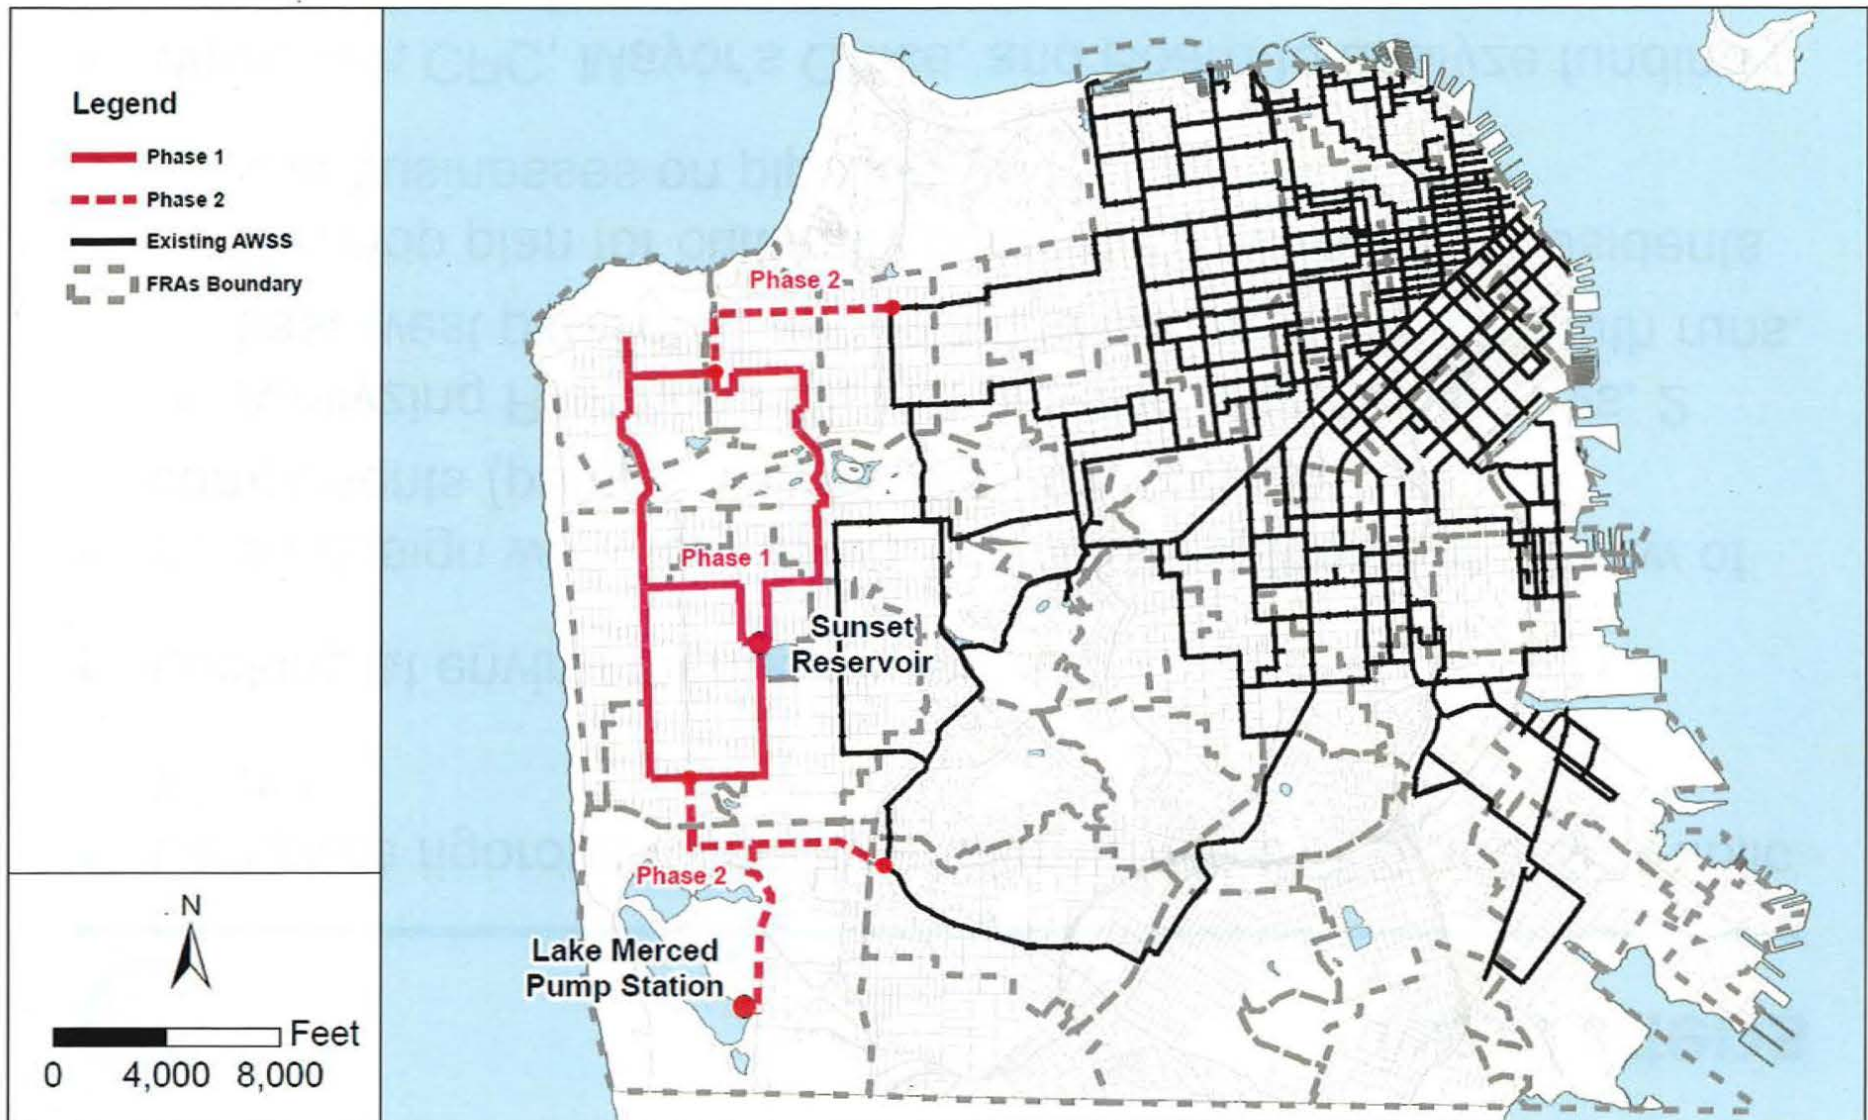 Legend
Phase 1
Phase 2
Existing AWSS
FRAs Boundary
Phase 2
Phase 1
Sunset
Reservoir
Phase 2
Lake Merced
Pump Station
N
Feet
0 4,000 8,000